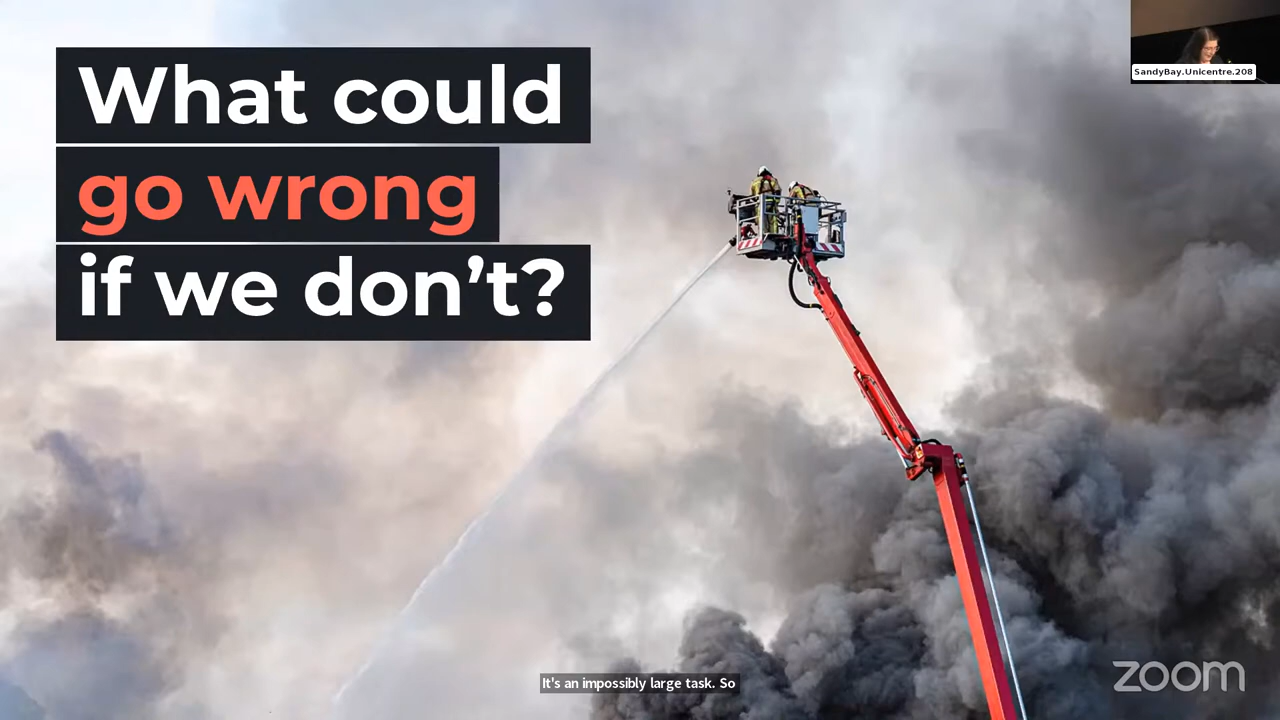 What could
go wrong
if we don't?
SandyBay.Unicentre.208
It's an impossibly large task. So
zoom